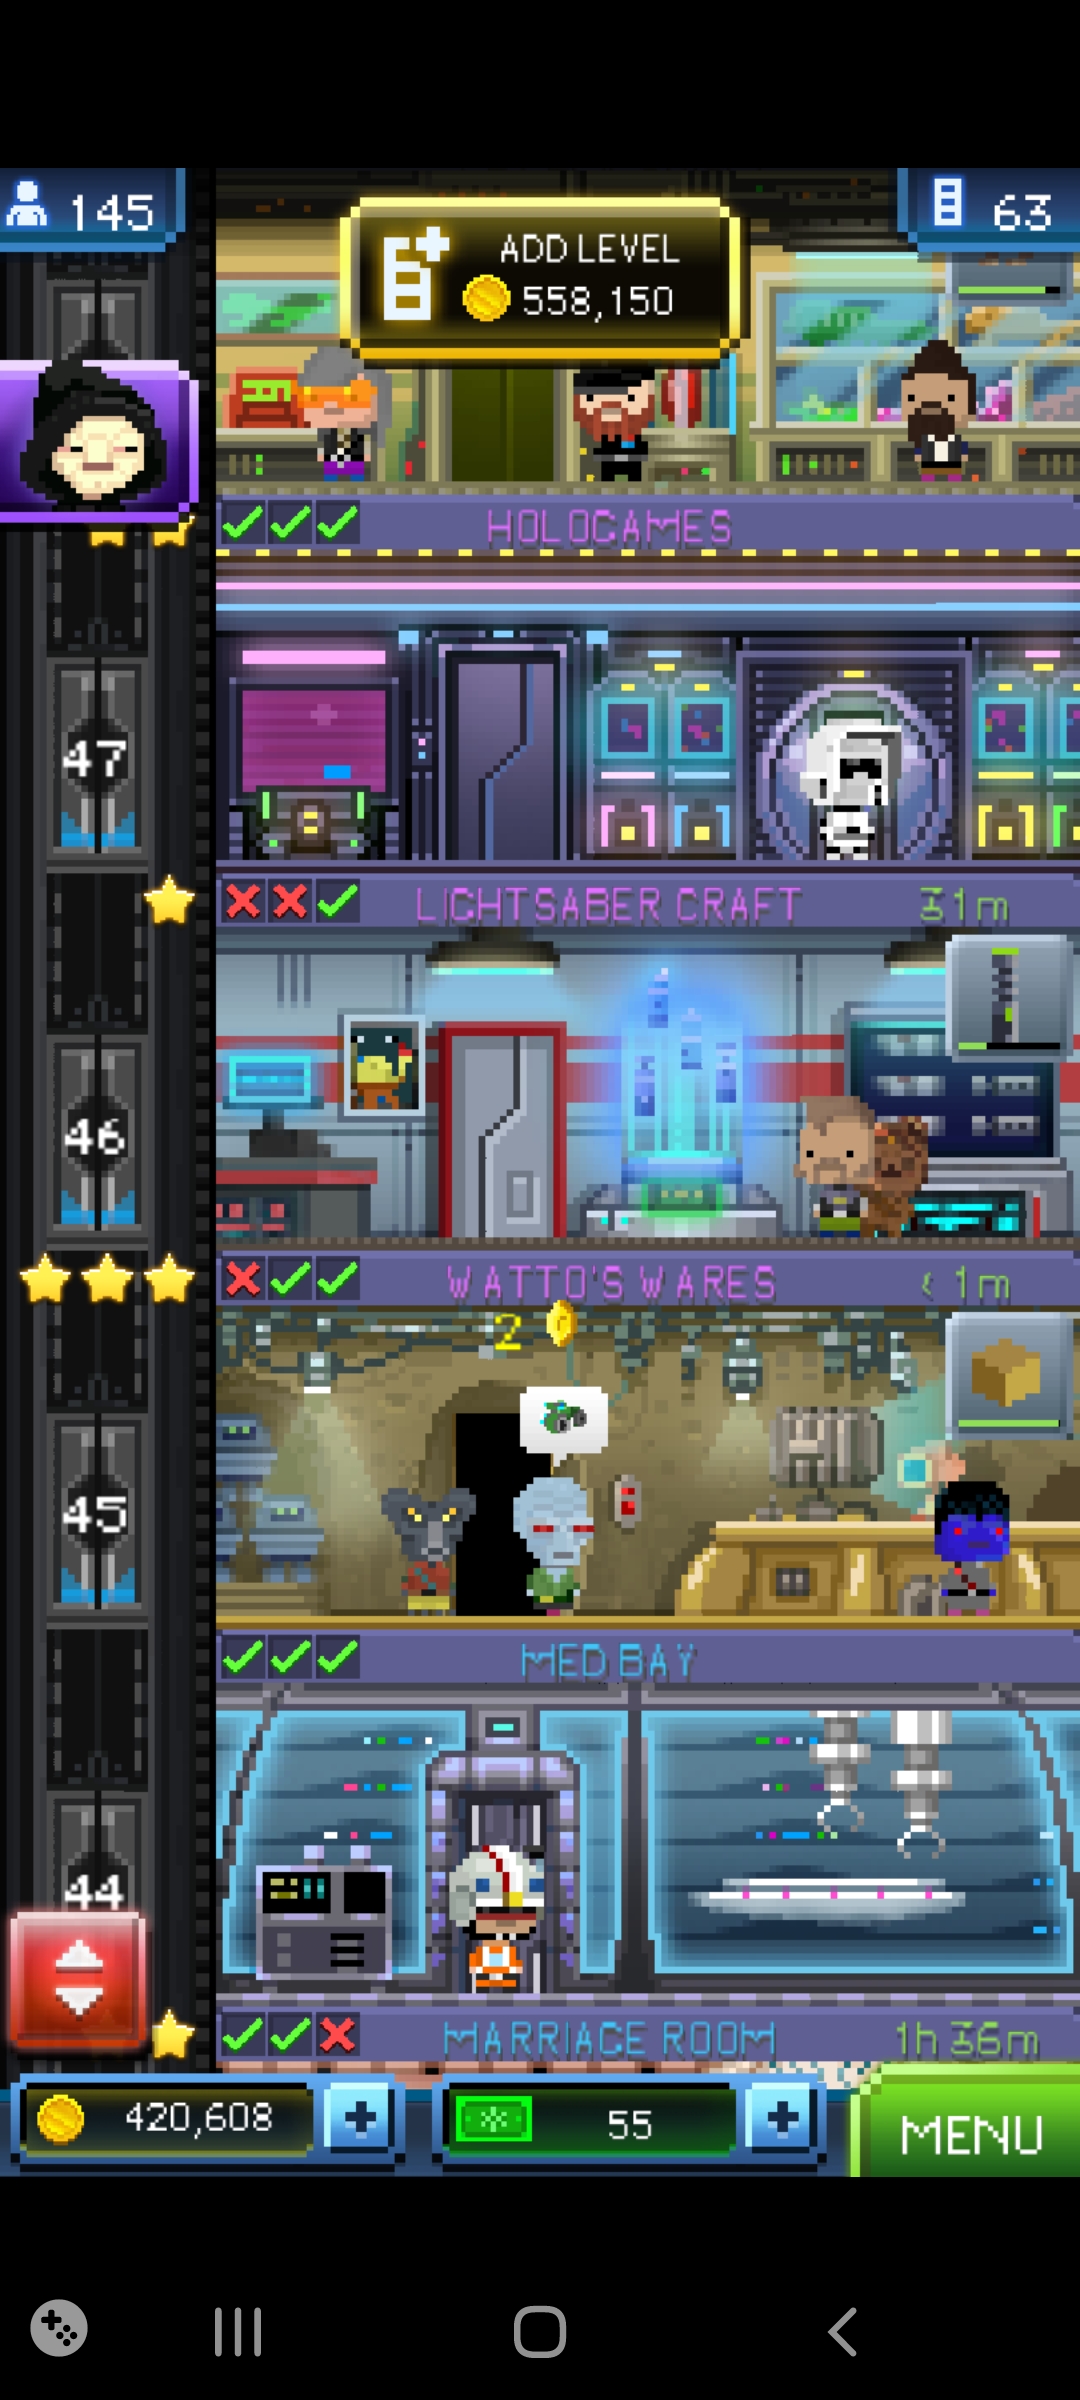 145
ADD LEVEL
558,150
63
HOLOGAMES
47
LIGHTSABER CRAFT
31m
46
WATTO'S WARES
< 1m
2
45
MED BAY
44
MARRIAGE ROOM
1h 36m
420,608
55
MENU